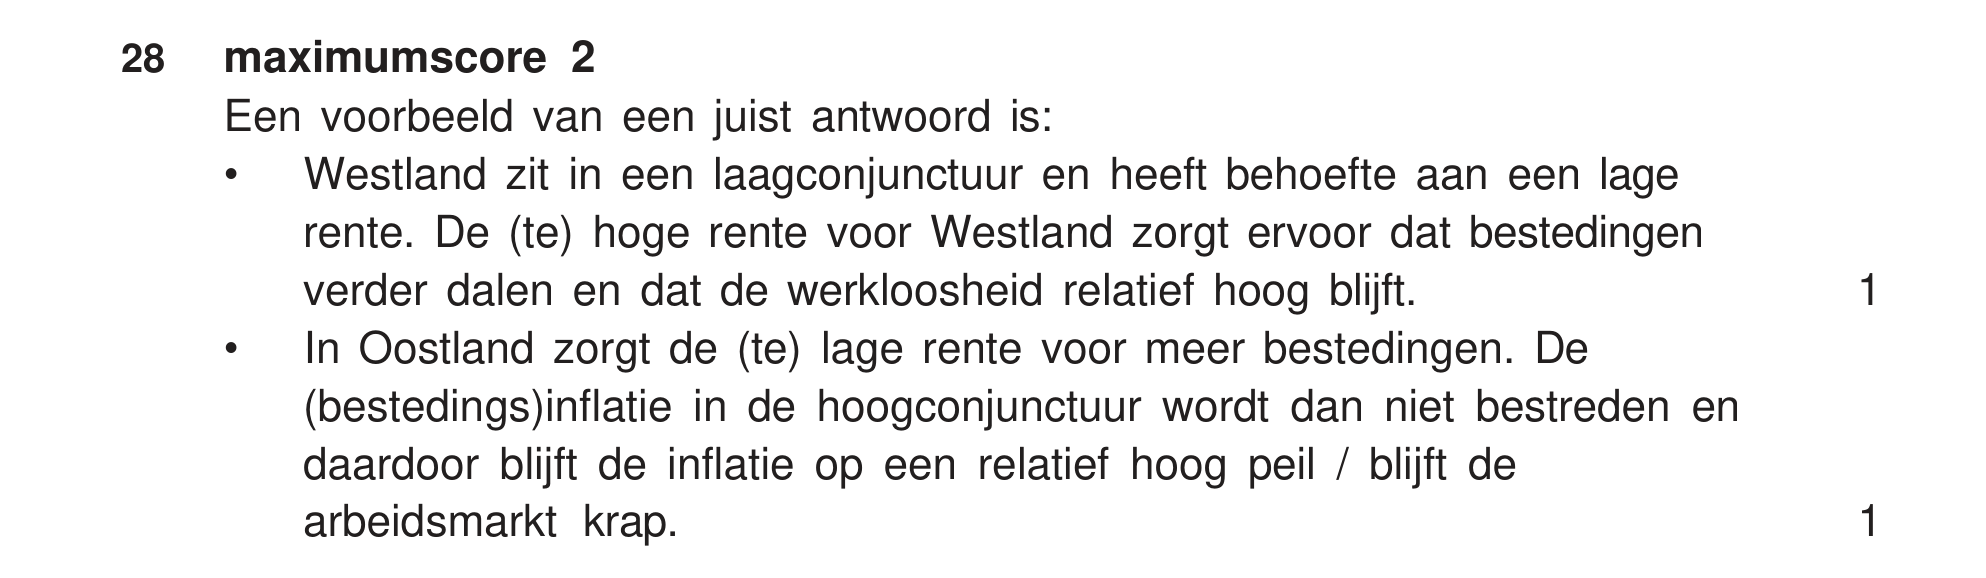 28 maximumscore 2
Een voorbeeld van een juist antwoord is:
• Westland zit in een laagconjunctuur en heeft behoefte aan een lage
rente. De (te) hoge rente voor Westland zorgt ervoor dat bestedingen
verder dalen en dat de werkloosheid relatief hoog blijft. 1
• In Oostland zorgt de (te) lage rente voor meer bestedingen. De
(bestedings)inflatie in de hoogconjunctuur wordt dan niet bestreden en
daardoor blijft de inflatie op een relatief hoog peil / blijft de
arbeidsmarkt krap. 1